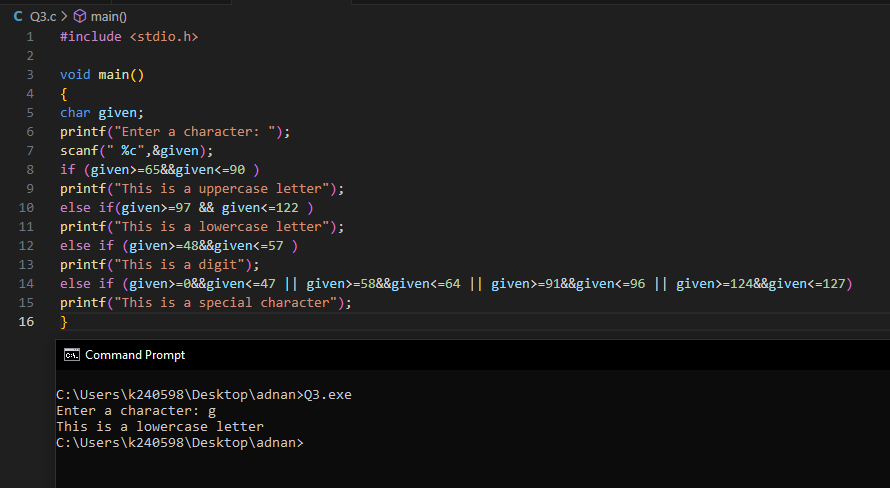 C Q3.c > main()
1 #include <stdio.h>
2
3 void main()
4 {
5 char given;
6 printf("Enter a character: ");
7 scanf(" %c",&given);
8 if (given>=65&&given<=90 )
9 printf("This is a uppercase letter");
10 else if(given>=97 && given<=122 )
11 printf("This is a lowercase letter");
12 else if (given>=48&&given<=57 )
13 printf("This is a digit");
14 else if (given>=0&&given<=47 || given>=58&&given<=64 || given>=91&&given<=96 || given>=124&&given<=127)
15 printf("This is a special character");
16 }
C:\. Command Prompt
C:\Users\k240598\Desktop\adnan>Q3.exe
Enter a character: g
This is a lowercase letter
C:\Users\k240598\Desktop\adnan>